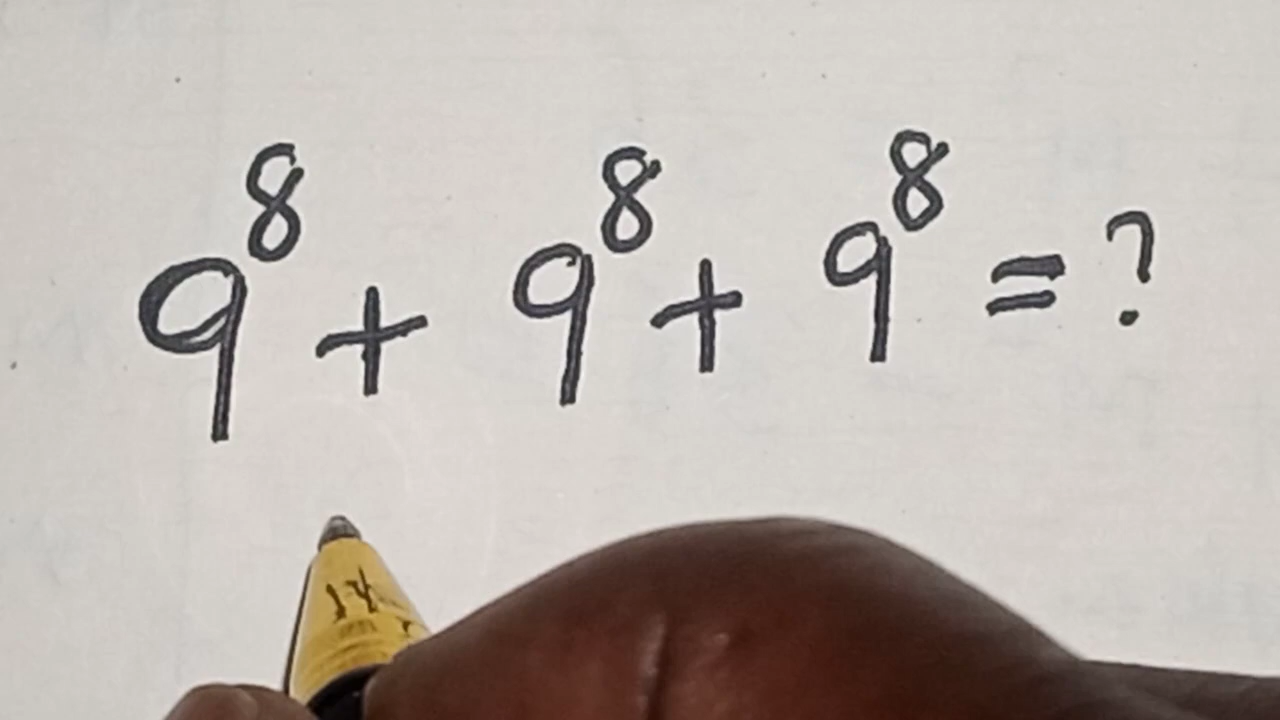 9⁸ + 9⁸ + 9⁸ = ?